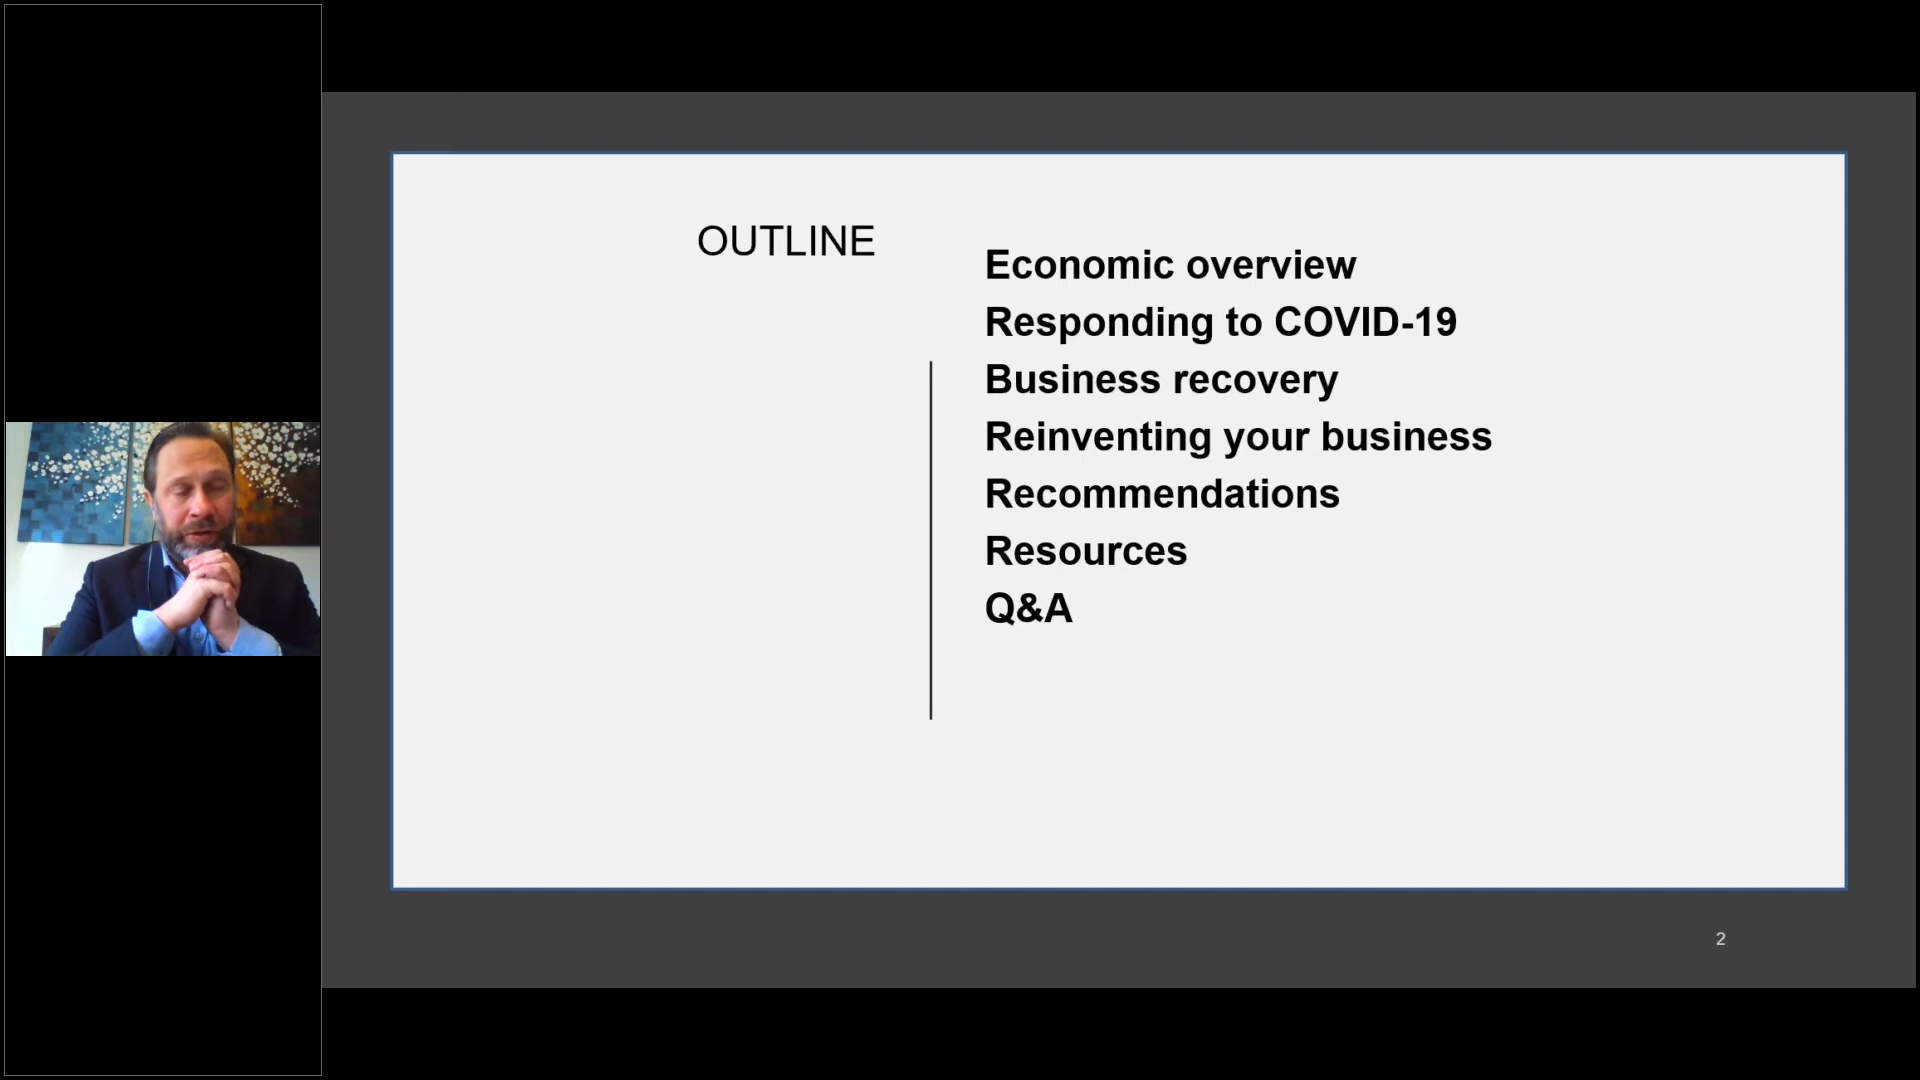 OUTLINE
Economic overview
Responding to COVID-19
Business recovery
Reinventing your business
Recommendations
Resources
Q&A
2